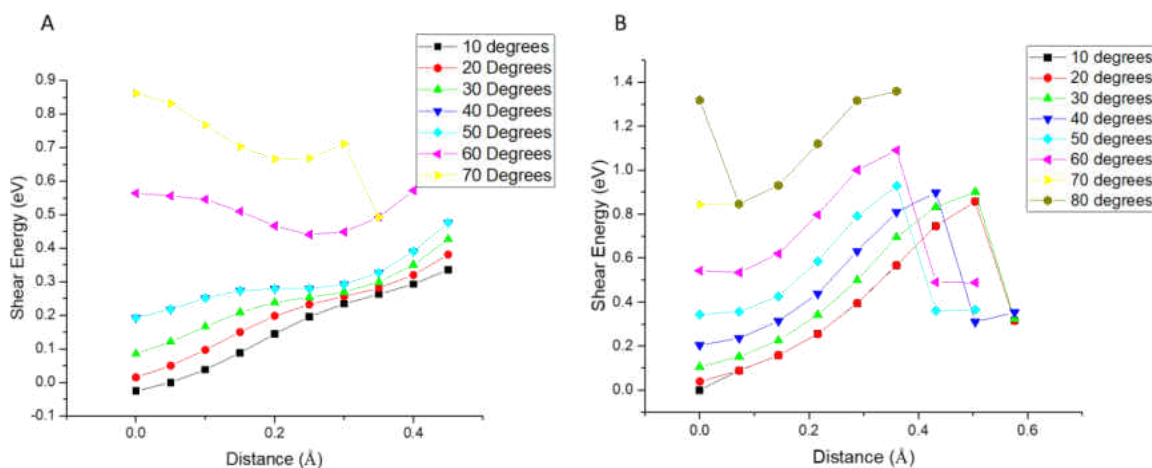 A
10 degrees
20 Degrees
30 Degrees
40 Degrees
50 Degrees
60 Degrees
70 Degrees
0.9
0.8
0.7
0.6
0.5
0.4
0.3
0.2
0.1
0.0
-0.1
Shear Energy (eV)
0.0
0.2
0.4
Distance (Å)
B
10 degrees
20 degrees
30 degrees
40 degrees
50 degrees
60 degrees
70 degrees
80 degrees
1.4
1.2
1.0
0.8
0.6
0.4
0.2
0.0
Shear Energy (eV)
0.0
0.2
0.4
0.6
Distance (Å)